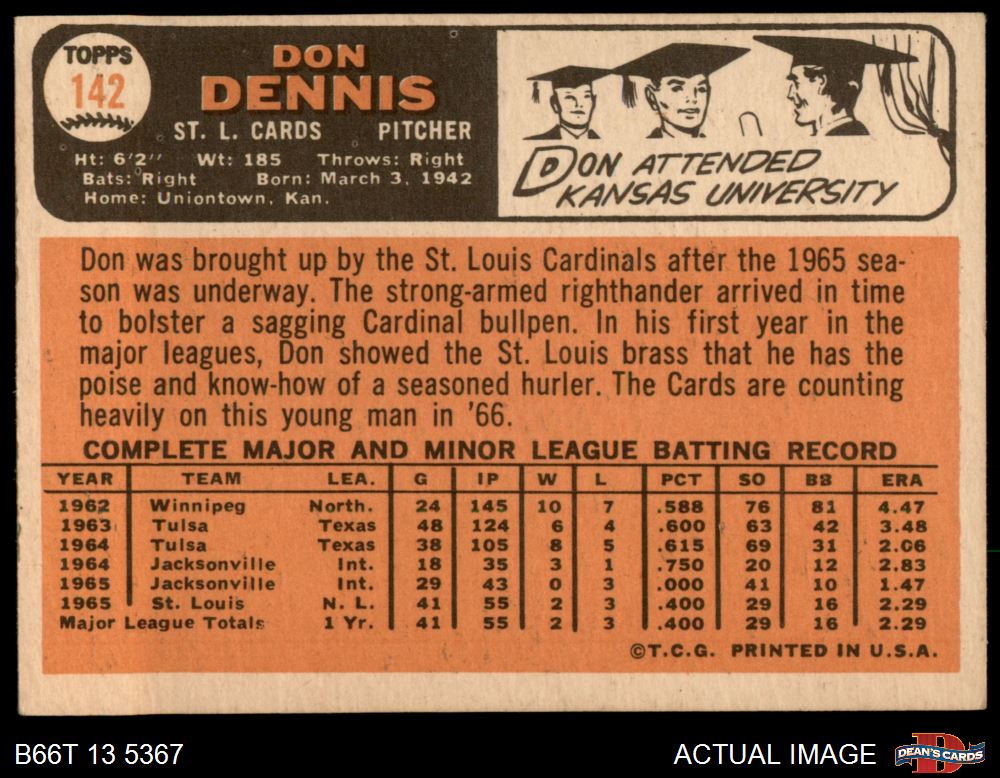 TOPPS
142
DON
DENNIS
ST. L. CARDS PITCHER
Ht: 6'2" Wt: 185 Throws: Right
Bats: Right Born: March 3, 1942
Home: Uniontown, Kan.
DON ATTENDED
KANSAS UNIVERSITY
Don was brought up by the St. Louis Cardinals after the 1965 sea-
son was underway. The strong-armed righthander arrived in time
to bolster a sagging Cardinal bullpen. In his first year in the
major leagues, Don showed the St. Louis brass that he has the
poise and know-how of a seasoned hurler. The Cards are counting
heavily on this young man in '66.
COMPLETE MAJOR AND MINOR LEAGUE BATTING RECORD
YEAR TEAM LEA. G IP W L PCT SO BB ERA
1962 Winnipeg North. 24 145 10 7 .588 76 81 4.47
1963 Tulsa Texas 48 124 6 4 .600 63 42 3.48
1964 Tulsa Texas 38 105 8 5 .615 69 31 2.06
1964 Jacksonville Int. 18 35 3 1 .750 20 12 2.83
1965 Jacksonville Int. 29 43 0 3 .000 41 10 1.47
1965 St. Louis N. L. 41 55 2 3 .400 29 16 2.29
Major League Totals 1 Yr. 41 55 2 3 .400 29 16 2.29
©T.C.G. PRINTED IN U.S.A.
B66T 13 5367
ACTUAL IMAGE
DEAN'S CARDS